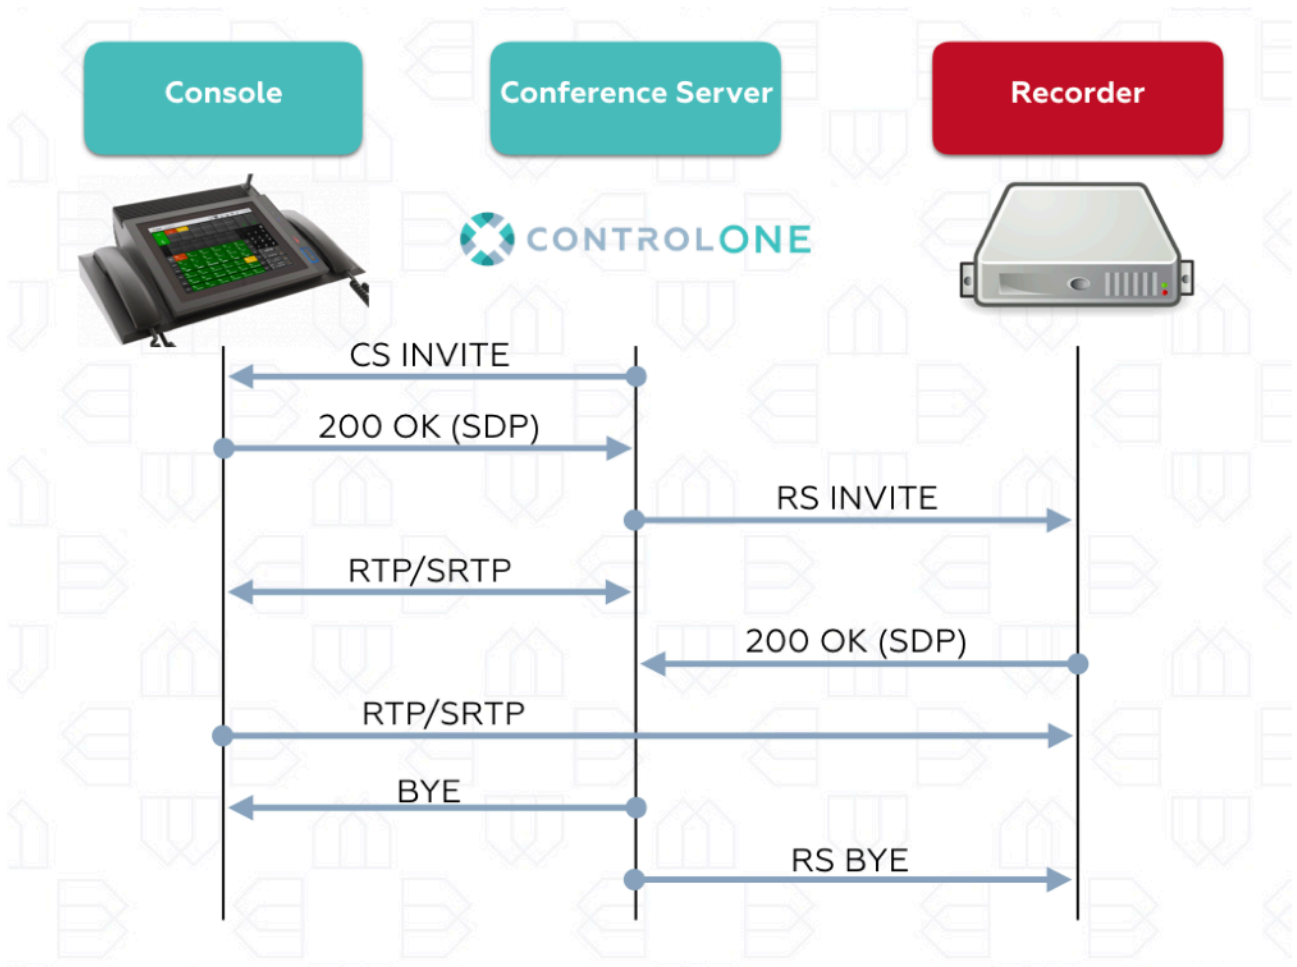 Console
Conference Server
Recorder
CONTROLONE
CS INVITE
200 OK (SDP)
RS INVITE
RTP/SRTP
200 OK (SDP)
RTP/SRTP
BYE
RS BYE